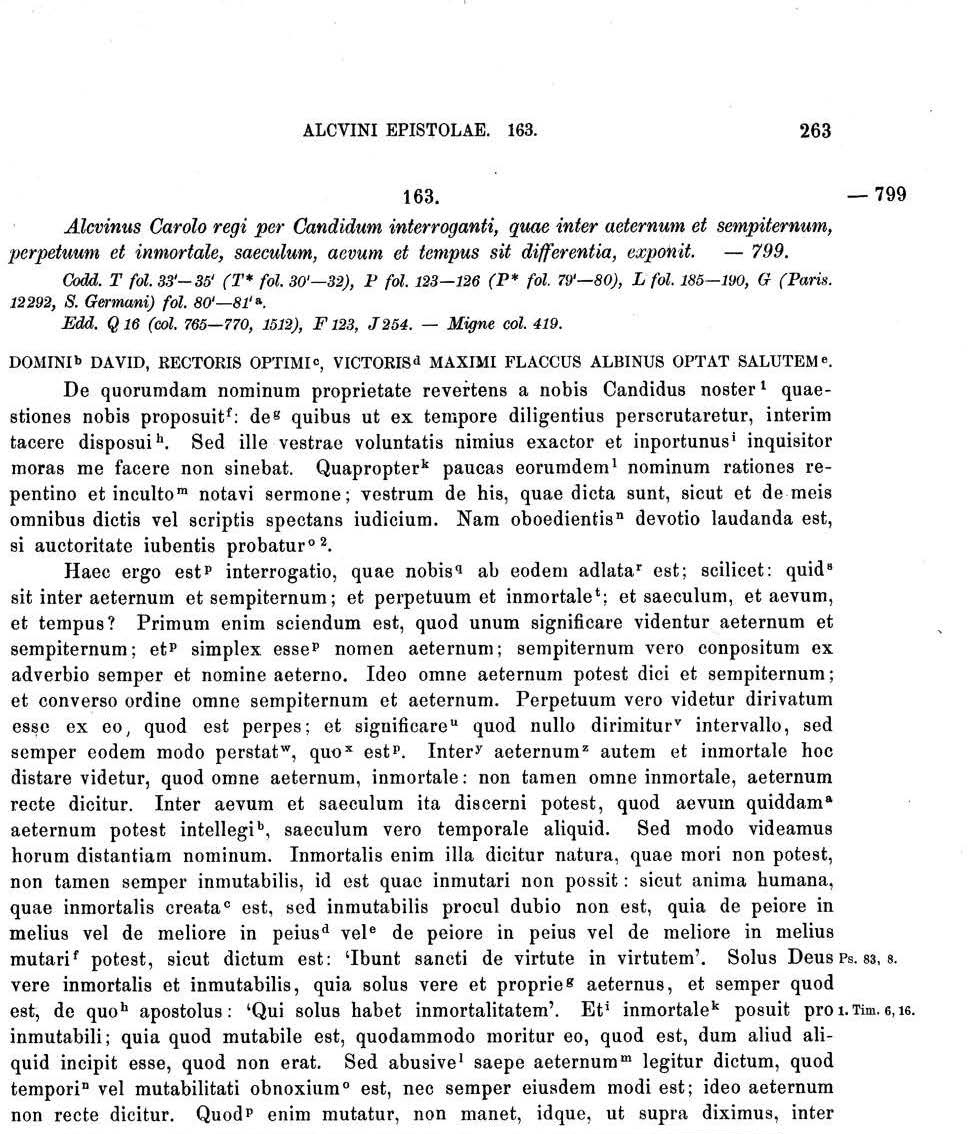 ALCVINI EPISTOLAE. 163. 263
163. — 799
Alcvinus Carolo regi per Candidum interroganti, quae inter aeternum et sempiternum,
perpetuum et inmortale, saeculum, aevum et tempus sit differentia, exponit. — 799.
Codd. T fol. 33'—35' (T* fol. 30'—32), P fol. 123—126 (P* fol. 79'—80), L fol. 185—190, G (Paris.
12292, S. Germani) fol. 80'—81' a.
Edd. Q 16 (col. 765—770, 1512), F 123, J 254. — Migne col. 419.
DOMINI b DAVID, RECTORIS OPTIMI c, VICTORIS d MAXIMI FLACCUS ALBINUS OPTAT SALUTEM e.
De quorumdam nominum proprietate revertens a nobis Candidus noster 1 quae-
stiones nobis proposuit f: de g quibus ut ex tempore diligentius perscrutaretur, interim
tacere disposui h. Sed ille vestrae voluntatis nimius exactor et inportunus i inquisitor
moras me facere non sinebat. Quapropter k paucas eorumdem l nominum rationes re-
pentino et inculto m notavi sermone; vestrum de his, quae dicta sunt, sicut et de meis
omnibus dictis vel scriptis spectans iudicium. Nam oboedientis n devotio laudanda est,
si auctoritate iubentis probatur o 2.
Haec ergo est p interrogatio, quae nobis q ab eodem adlata r est; scilicet: quid s
sit inter aeternum et sempiternum; et perpetuum et inmortale t; et saeculum, et aevum,
et tempus? Primum enim sciendum est, quod unum significare videntur aeternum et
sempiternum; et p simplex esse p nomen aeternum; sempiternum vero conpositum ex
adverbio semper et nomine aeterno. Ideo omne aeternum potest dici et sempiternum;
et converso ordine omne sempiternum et aeternum. Perpetuum vero videtur dirivatum
esse ex eo, quod est perpes; et significare u quod nullo dirimitur v intervallo, sed
semper eodem modo perstat w, quo x est p. Inter y aeternum z autem et inmortale hoc
distare videtur, quod omne aeternum, inmortale: non tamen omne inmortale, aeternum
recte dicitur. Inter aevum et saeculum ita discerni potest, quod aevum quiddam a
aeternum potest intellegi b, saeculum vero temporale aliquid. Sed modo videamus
horum distantiam nominum. Inmortalis enim illa dicitur natura, quae mori non potest,
non tamen semper inmutabilis, id est quae inmutari non possit: sicut anima humana,
quae inmortalis creata c est, sed inmutabilis procul dubio non est, quia de peiore in
melius vel de meliore in peius d vel e de peiore in peius vel de meliore in melius
mutari f potest, sicut dictum est: ‘Ibunt sancti de virtute in virtutem’. Solus Deus Ps. 83, 8.
vere inmortalis et inmutabilis, quia solus vere et proprie g aeternus, et semper quod
est, de quo h apostolus: ‘Qui solus habet inmortalitatem’. Et i inmortale k posuit pro 1. Tim. 6, 16.
inmutabili; quia quod mutabile est, quodammodo moritur eo, quod est, dum aliud ali-
quid incipit esse, quod non erat. Sed abusive l saepe aeternum m legitur dictum, quod
tempori n vel mutabilitati obnoxium o est, nec semper eiusdem modi est; ideo aeternum
non recte dicitur. Quod p enim mutatur, non manet, idque, ut supra diximus, inter